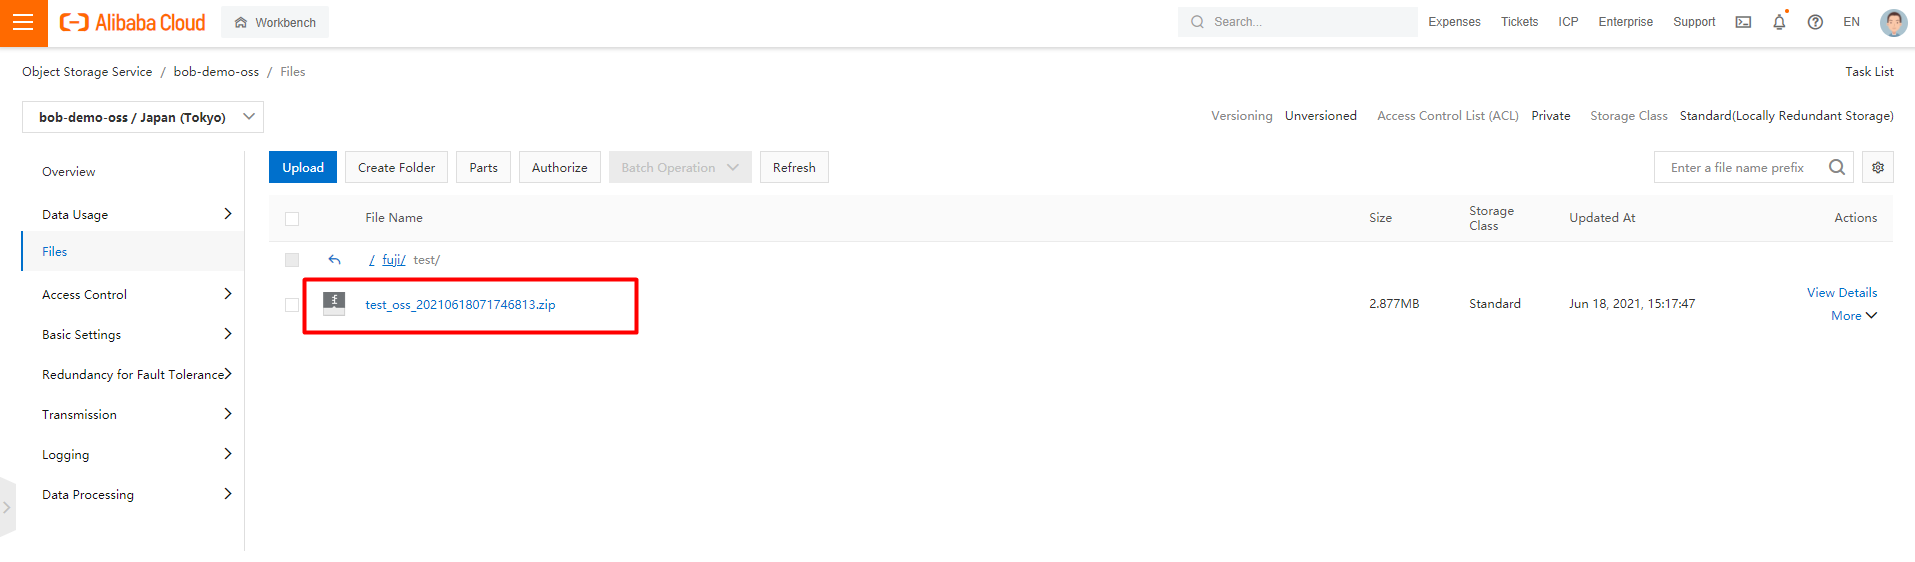 Alibaba Cloud Workbench Search... Expenses Tickets ICP Enterprise Support EN
Object Storage Service / bob-demo-oss / Files Task List
bob-demo-oss / Japan (Tokyo) Versioning Unversioned Access Control List (ACL) Private Storage Class Standard(Locally Redundant Storage)
Overview
Data Usage
Files
Access Control
Basic Settings
Redundancy for Fault Tolerance
Transmission
Logging
Data Processing
Upload Create Folder Parts Authorize Batch Operation Refresh Enter a file name prefix
File Name Size Storage Class Updated At Actions
/ fuji/ test/
test_oss_20210618071746813.zip 2.877MB Standard Jun 18, 2021, 15:17:47 View Details
More